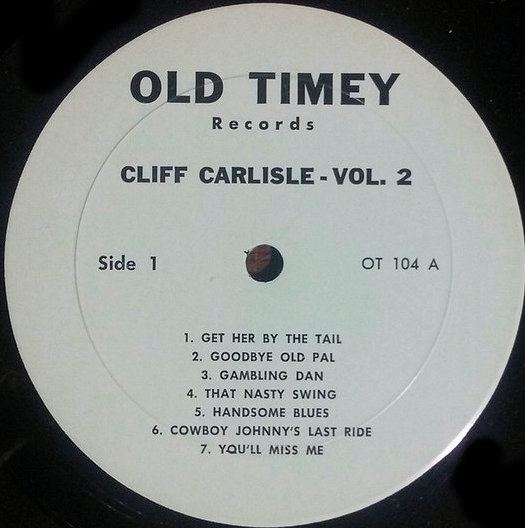 OLD TIMEY
Records
CLIFF CARLISLE - VOL. 2
Side 1
OT 104 A
1. GET HER BY THE TAIL
2. GOODBYE OLD PAL
3. GAMBLING DAN
4. THAT NASTY SWING
5. HANDSOME BLUES
6. COWBOY JOHNNY'S LAST RIDE
7. YOU'LL MISS ME